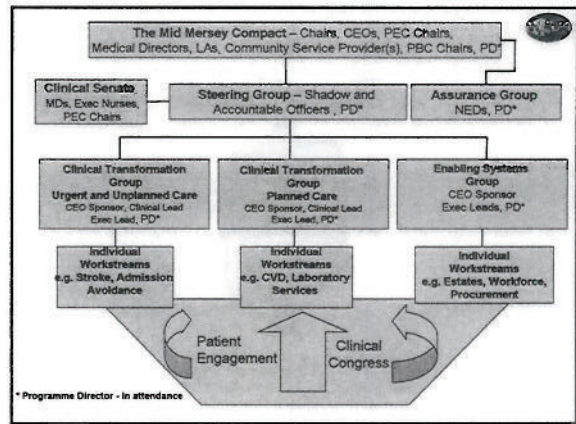 The Mid Mersey Compact – Chairs, CEOs, PEC Chairs,
Medical Directors, LAs, Community Service Provider(s), PBC Chairs, PD*
Clinical Senate
MDs, Exec Nurses,
PEC Chairs
Steering Group – Shadow and
Accountable Officers , PD*
Assurance Group
NEDs, PD*
Clinical Transformation
Group
Urgent and Unplanned Care
CEO Sponsor, Clinical Lead
Exec Lead, PD*
Clinical Transformation
Group
Planned Care
CEO Sponsor, Clinical Lead
Exec Lead, PD*
Enabling Systems
Group
CEO Sponsor
Exec Leads, PD*
Individual
Workstreams
e.g. Stroke, Admission
Avoidance
Individual
Workstreams
e.g. CVD, Laboratory
Services
Individual
Workstreams
e.g. Estates, Workforce,
Procurement
Patient
Engagement
Clinical
Congress
* Programme Director - In attendance